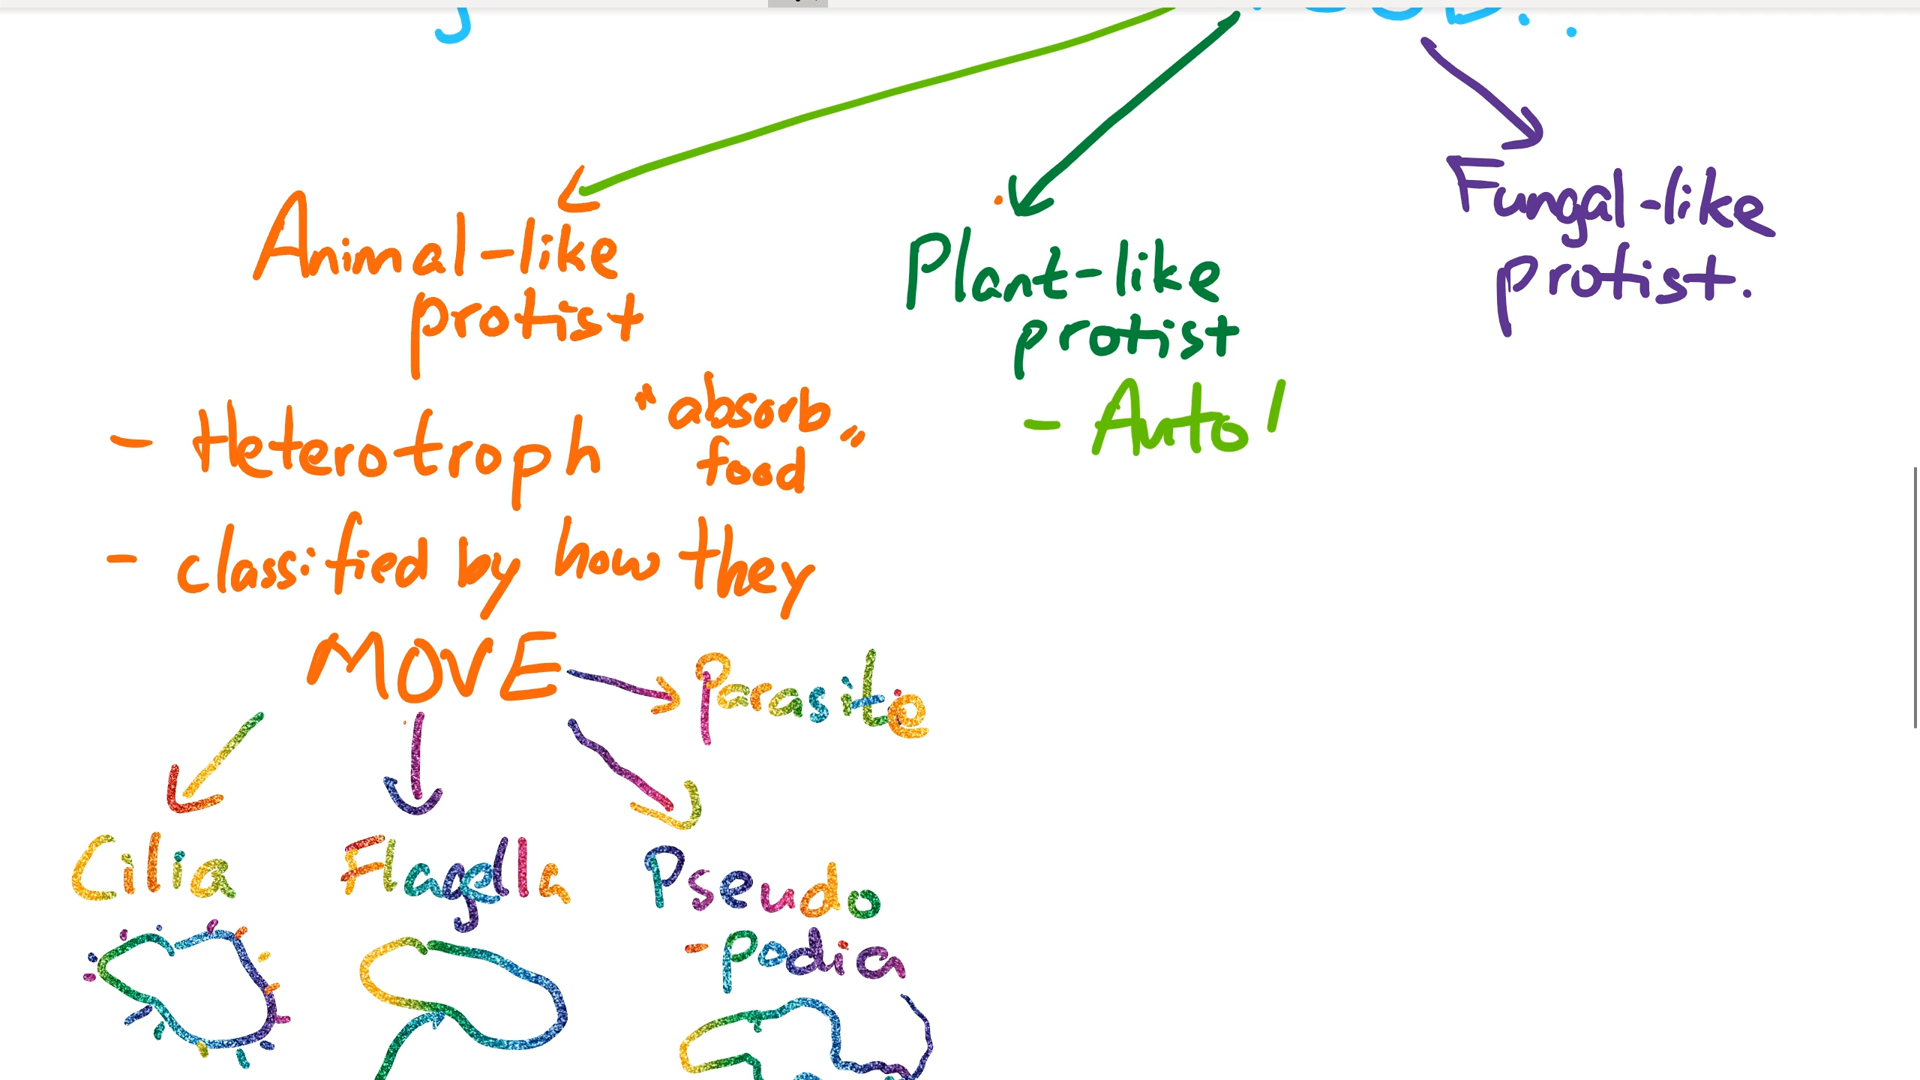 Animal-like
protist
- Heterotroph "absorb
food"
- classified by how they
MOVE
Parasite
Cilia
Flagella
Pseudo
-podia
Plant-like
protist
- Auto
Fungal-like
protist.